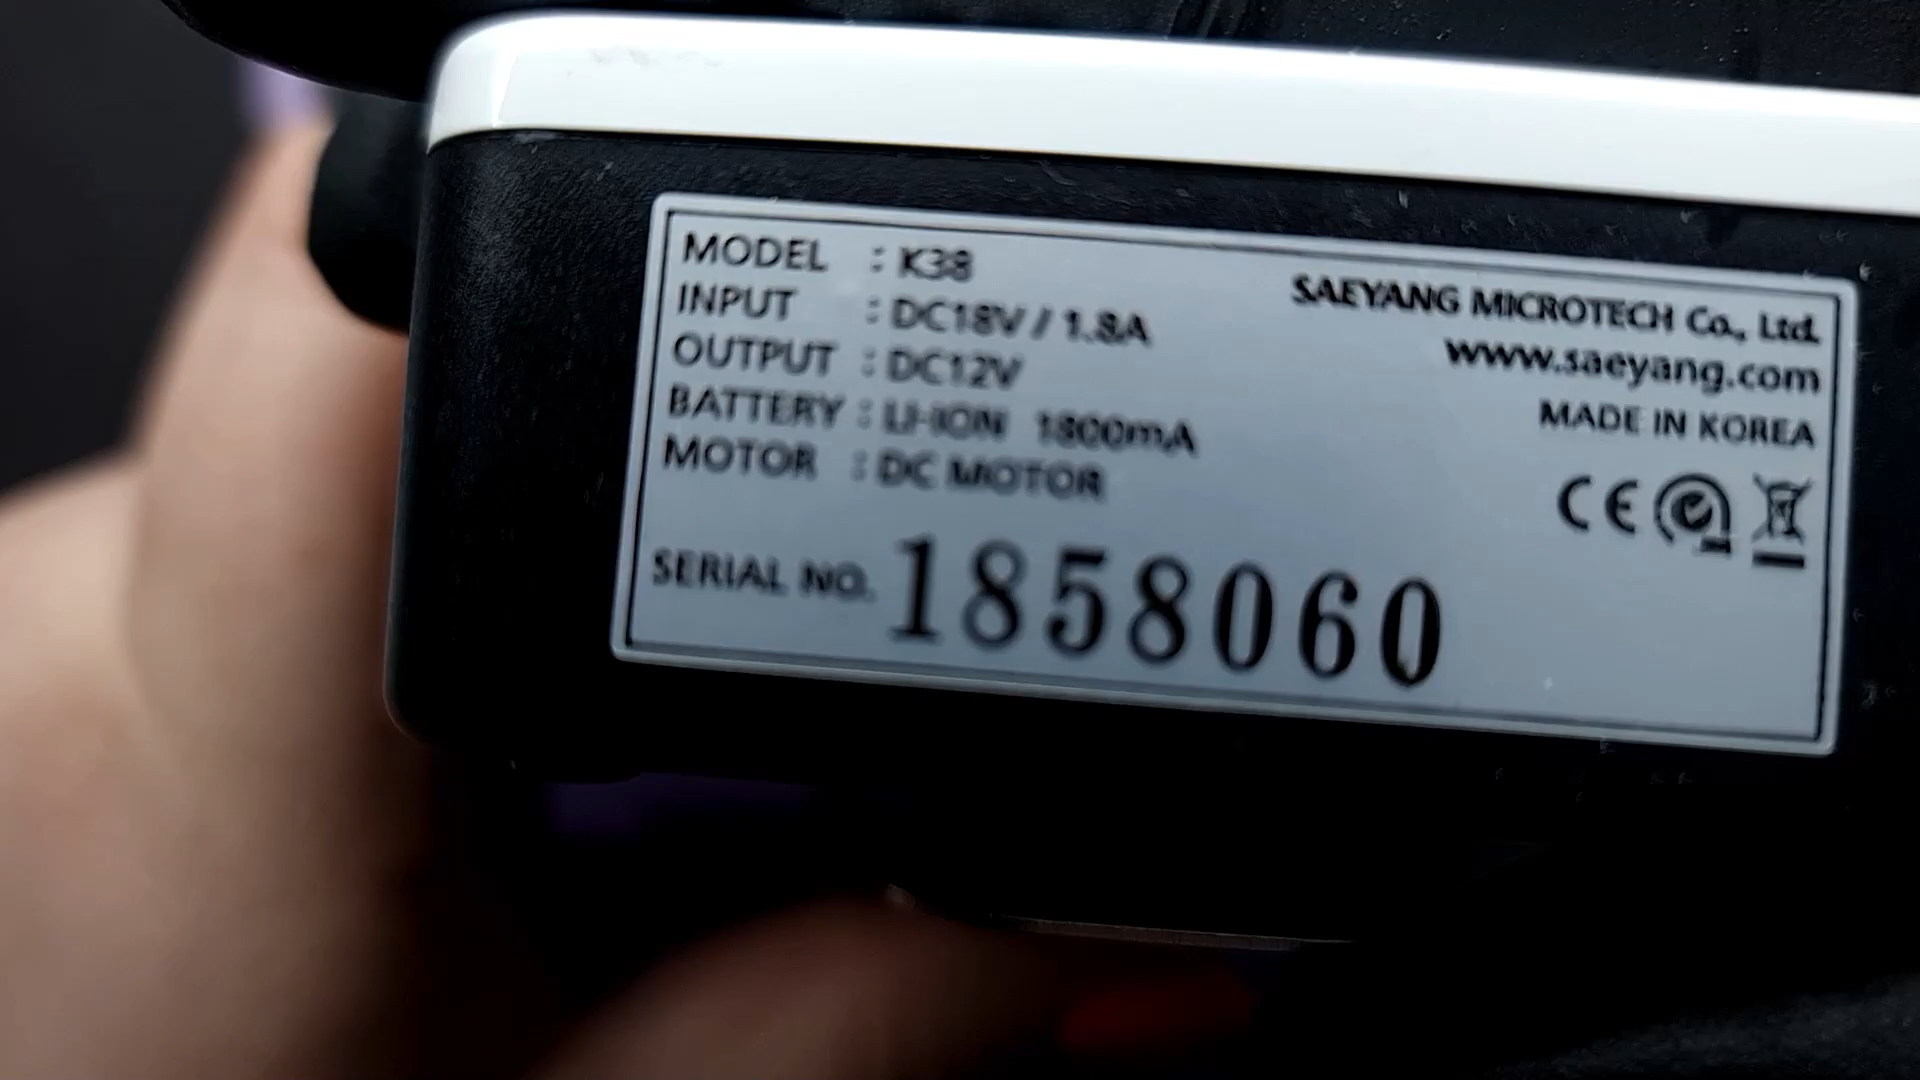 MODEL : K38
INPUT : DC18V / 1.8A
OUTPUT : DC12V
BATTERY : LI-ION 1800mA
MOTOR : DC MOTOR
SERIAL NO. 1858060
SAEYANG MICROTECH Co., Ltd.
www.saeyang.com
MADE IN KOREA
CE